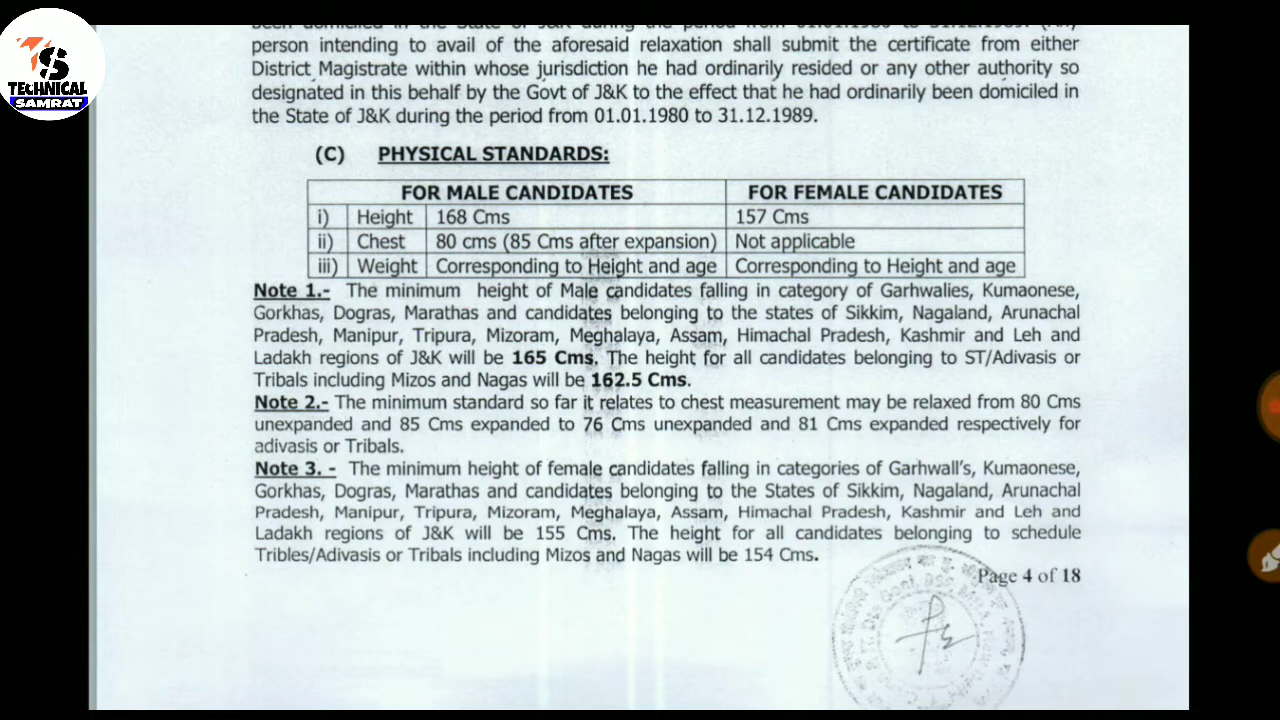 TECHNICAL
SAMRAT
person intending to avail of the aforesaid relaxation shall submit the certificate from either
District Magistrate within whose jurisdiction he had ordinarily resided or any other authority so
designated in this behalf by the Govt of J&K to the effect that he had ordinarily been domiciled in
the State of J&K during the period from 01.01.1980 to 31.12.1989.
(C) PHYSICAL STANDARDS:
FOR MALE CANDIDATES FOR FEMALE CANDIDATES
i) Height 168 Cms 157 Cms
ii) Chest 80 cms (85 Cms after expansion) Not applicable
iii) Weight Corresponding to Height and age Corresponding to Height and age
Note 1.- The minimum height of Male candidates falling in category of Garhwalies, Kumaonese,
Gorkhas, Dogras, Marathas and candidates belonging to the states of Sikkim, Nagaland, Arunachal
Pradesh, Manipur, Tripura, Mizoram, Meghalaya, Assam, Himachal Pradesh, Kashmir and Leh and
Ladakh regions of J&K will be 165 Cms. The height for all candidates belonging to ST/Adivasis or
Tribals including Mizos and Nagas will be 162.5 Cms.
Note 2.- The minimum standard so far it relates to chest measurement may be relaxed from 80 Cms
unexpanded and 85 Cms expanded to 76 Cms unexpanded and 81 Cms expanded respectively for
adivasis or Tribals.
Note 3. - The minimum height of female candidates falling in categories of Garhwall's, Kumaonese,
Gorkhas, Dogras, Marathas and candidates belonging to the States of Sikkim, Nagaland, Arunachal
Pradesh, Manipur, Tripura, Mizoram, Meghalaya, Assam, Himachal Pradesh, Kashmir and Leh and
Ladakh regions of J&K will be 155 Cms. The height for all candidates belonging to schedule
Tribles/Adivasis or Tribals including Mizos and Nagas will be 154 Cms.
Page 4 of 18